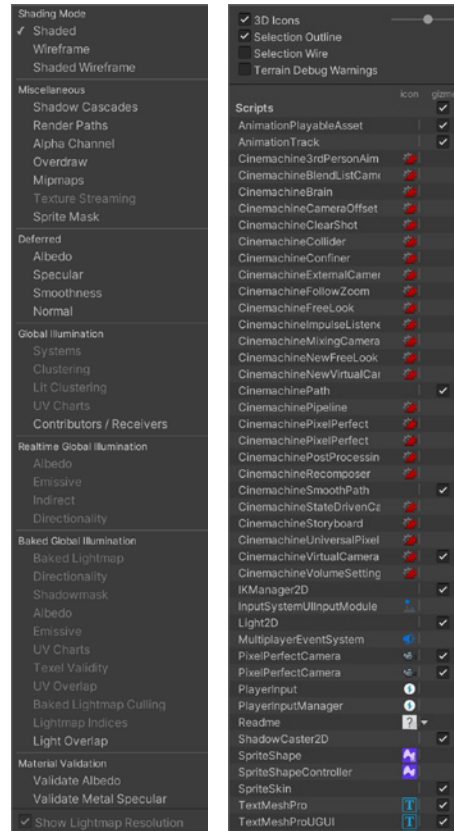 Shading Mode
Shaded
Wireframe
Shaded Wireframe
Miscellaneous
Shadow Cascades
Render Paths
Alpha Channel
Overdraw
Mipmaps
Texture Streaming
Sprite Mask
Deferred
Albedo
Specular
Smoothness
Normal
Global Illumination
Systems
Clustering
Lit Clustering
UV Charts
Contributors / Receivers
Realtime Global Illumination
Albedo
Emissive
Indirect
Directionality
Baked Global Illumination
Baked Lightmap
Directionality
Shadowmask
Albedo
Emissive
UV Charts
Texel Validity
UV Overlap
Baked Lightmap Culling
Lightmap Indices
Light Overlap
Material Validation
Validate Albedo
Validate Metal Specular
Show Lightmap Resolution
3D Icons
Selection Outline
Selection Wire
Terrain Debug Warnings
icon gizmo
Scripts
AnimationPlayableAsset
AnimationTrack
Cinemachine3rdPersonAim
CinemachineBlendListCam
CinemachineBrain
CinemachineCameraOffset
CinemachineClearShot
CinemachineCollider
CinemachineConfiner
CinemachineExternalCamer
CinemachineFollowZoom
CinemachineFreeLook
CinemachineImpulseListene
CinemachineMixingCamera
CinemachineNewFreeLook
CinemachineNewVirtualCar
CinemachinePath
CinemachinePipeline
CinemachinePixelPerfect
CinemachinePixelPerfect
CinemachinePostProcessin
CinemachineRecomposer
CinemachineSmoothPath
CinemachineStateDrivenCa
CinemachineStoryboard
CinemachineUniversalPixel
CinemachineVirtualCamera
CinemachineVolumeSetting
IKManager2D
InputSystemUIInputModule
Light2D
MultiplayerEventSystem
PixelPerfectCamera
PixelPerfectCamera
PlayerInput
PlayerInputManager
Readme
ShadowCaster2D
SpriteShape
SpriteShapeController
SpriteSkin
TextMeshPro
TextMeshProUGUI